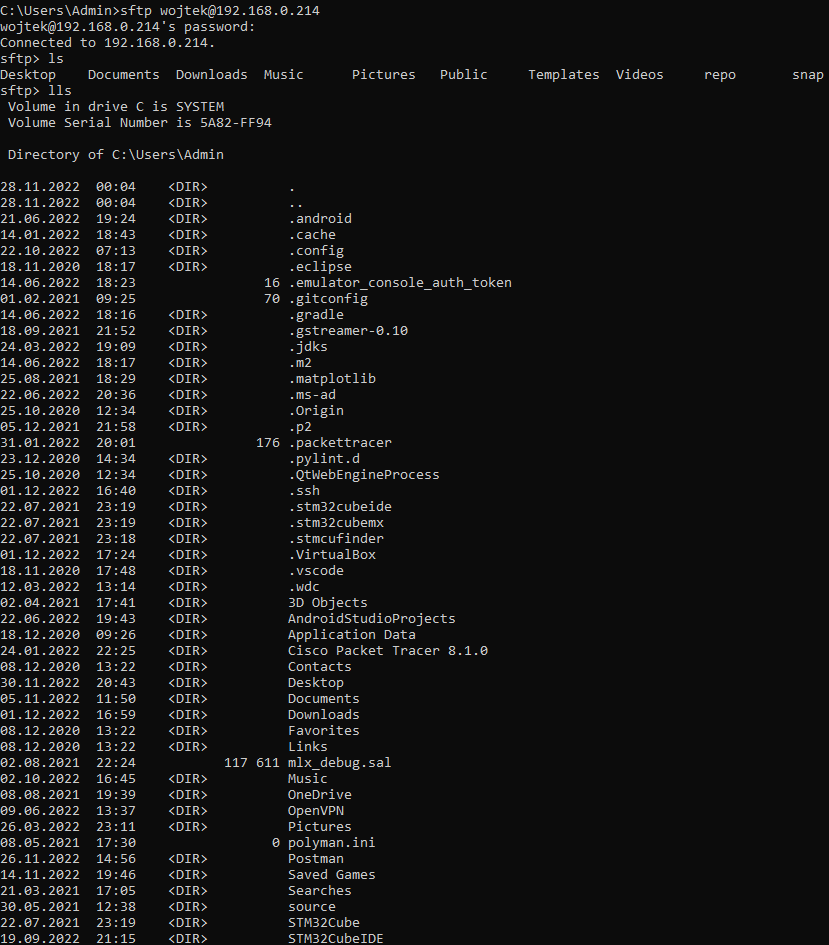 C:\Users\Admin>sftp wojtek@192.168.0.214
wojtek@192.168.0.214's password:
Connected to 192.168.0.214.
sftp> ls
Desktop    Documents  Downloads  Music      Pictures   Public     Templates  Videos     repo       snap
sftp> lls
 Volume in drive C is SYSTEM
 Volume Serial Number is 5A82-FF94

 Directory of C:\Users\Admin

28.11.2022  00:04    <DIR>          .
28.11.2022  00:04    <DIR>          ..
21.06.2022  19:24    <DIR>          .android
14.01.2022  18:43    <DIR>          .cache
22.10.2022  07:13    <DIR>          .config
18.11.2020  18:17    <DIR>          .eclipse
14.06.2022  18:23                16 .emulator_console_auth_token
01.02.2021  09:25                70 .gitconfig
14.06.2022  18:16    <DIR>          .gradle
18.09.2021  21:52    <DIR>          .gstreamer-0.10
24.03.2022  19:09    <DIR>          .jdks
14.06.2022  18:17    <DIR>          .m2
25.08.2021  18:29    <DIR>          .matplotlib
22.06.2022  20:36    <DIR>          .ms-ad
25.10.2020  12:34    <DIR>          .Origin
05.12.2021  21:58    <DIR>          .p2
31.01.2022  20:01               176 .packettracer
23.12.2020  14:34    <DIR>          .pylint.d
25.10.2020  12:34    <DIR>          .QtWebEngineProcess
01.12.2022  16:40    <DIR>          .ssh
22.07.2021  23:19    <DIR>          .stm32cubeide
22.07.2021  23:19    <DIR>          .stm32cubemx
22.07.2021  23:18    <DIR>          .stmcufinder
01.12.2022  17:24    <DIR>          .VirtualBox
18.11.2020  17:48    <DIR>          .vscode
12.03.2022  13:14    <DIR>          .wdc
02.04.2021  17:41    <DIR>          3D Objects
22.06.2022  19:43    <DIR>          AndroidStudioProjects
18.12.2020  09:26    <DIR>          Application Data
24.01.2022  22:25    <DIR>          Cisco Packet Tracer 8.1.0
08.12.2020  13:22    <DIR>          Contacts
30.11.2022  20:43    <DIR>          Desktop
05.11.2022  11:50    <DIR>          Documents
01.12.2022  16:59    <DIR>          Downloads
08.12.2020  13:22    <DIR>          Favorites
08.12.2020  13:22    <DIR>          Links
02.08.2021  22:24           117 611 mlx_debug.sal
02.10.2022  16:45    <DIR>          Music
08.08.2021  19:39    <DIR>          OneDrive
09.06.2022  13:37    <DIR>          OpenVPN
26.03.2022  23:11    <DIR>          Pictures
08.05.2021  17:30                 0 polyman.ini
26.11.2022  14:56    <DIR>          Postman
14.11.2022  19:46    <DIR>          Saved Games
21.03.2021  17:05    <DIR>          Searches
30.05.2021  12:38    <DIR>          source
22.07.2021  23:19    <DIR>          STM32Cube
19.09.2022  21:15    <DIR>          STM32CubeIDE